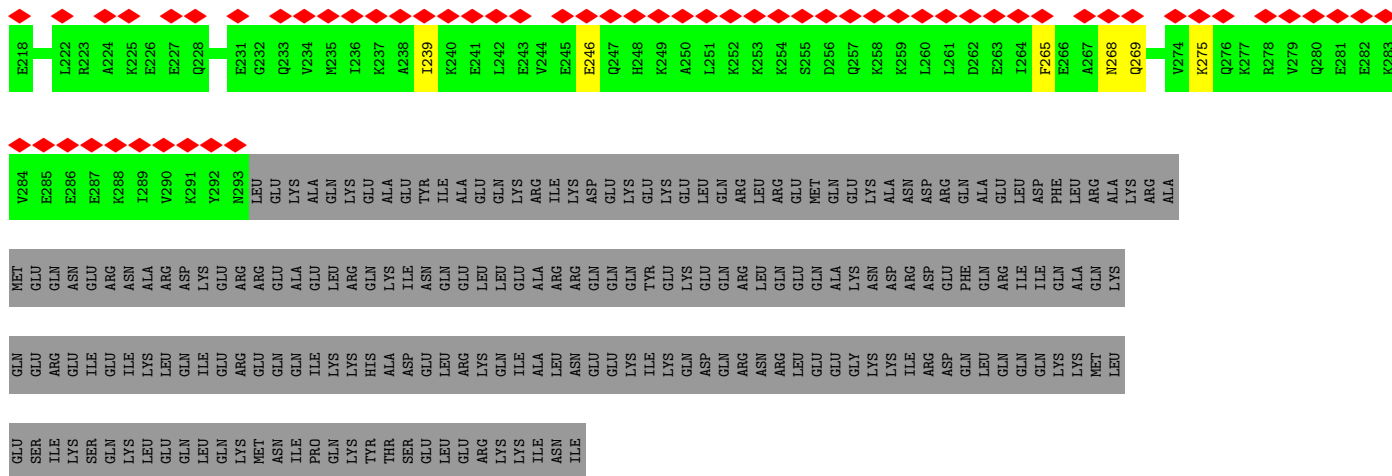 E218 L222 R223 A224 K225 E226 E227 Q228 E231 G232 Q233 V234 M235 I236 K237 A238 I239 K240 E241 L242 E243 V244 E245 E246 Q247 H248 K249 A250 L251 K252 K253 K254 S255 D256 Q257 K258 K259 L260 L261 D262 E263 I264 F265 E266 A267 N268 Q269 V274 K275 Q276 K277 R278 V279 Q280 E281 E282 K283
V284 E285 E286 E287 K288 I289 V290 K291 Y292 N293 LEU GLU LYS ALA GLN LYS GLU ALA GLU TYR ILE ALA GLU GLN LYS ARG ILE LYS ASP GLU LYS GLU LYS GLU LEU GLN ARG LEU ARG GLU MET GLN GLU LYS ALA ASN ASP ARG GLN ALA GLU LEU ASP PHE LEU ARG ALA LYS ARG ALA
MET GLU GLN ASN GLU ARG ASN ALA ARG ASP LYS GLU ARG ARG GLU ALA GLU LEU ARG GLN LYS ILE ASN GLN GLU LEU LEU GLU ALA ARG ARG GLN GLN GLN TYR GLU LYS GLU GLN ARG LEU GLN GLU GLN ALA LYS ASN ASP ARG ASP GLU PHE GLN ARG ILE ILE GLN ALA GLN LYS
GLN GLU ARG GLU ILE GLU ILE LYS LEU GLN ILE GLU ARG GLU GLN GLN ILE LYS LYS HIS ALA ASP GLU LEU ARG LYS GLN ILE ALA LEU ASN GLU GLU LYS ILE LYS GLN ASP GLN ARG ASN ARG LEU GLU GLU GLY LYS LYS ILE ARG ASP GLN LEU GLN GLN GLN LYS LYS MET LEU
GLU SER ILE LYS SER GLN LYS LEU GLU GLN LEU GLN LYS MET ASN ILE PRO GLN LYS TYR THR SER GLU LEU GLU ARG LYS LYS ILE ASN ILE